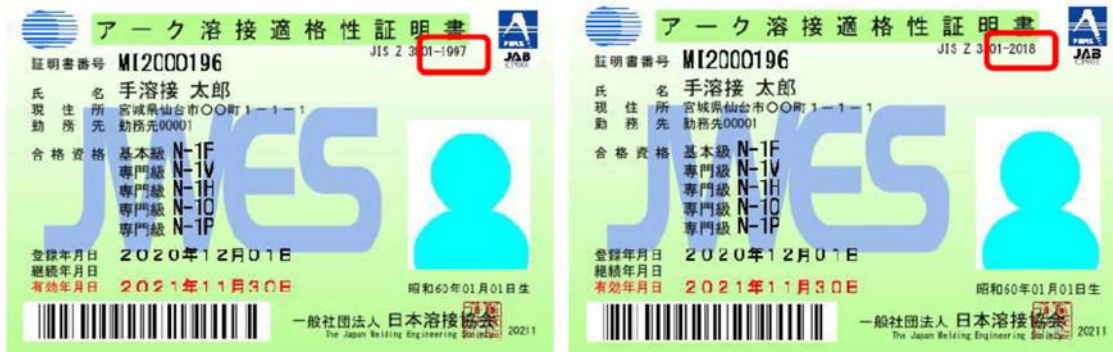 アーク溶接適格性証明書
JIS Z 3801-1997
JAB
証明書番号 MI2000196
氏名 手溶接 太郎
現住所 宮城県仙台市〇〇町1-1-1
勤務先 勤務先00001
合格資格 基本級 N-1F
専門級 N-1V
専門級 N-1H
専門級 N-1O
専門級 N-1P
JWES
登録年月日 2020年12月01日
継続年月日
有効年月日 2021年11月30日
昭和60年01月01日生
一般社団法人 日本溶接協会
The Japan Welding Engineering Society
20211
アーク溶接適格性証明書
JIS Z 3801-2018
JAB
証明書番号 MI2000196
氏名 手溶接 太郎
現住所 宮城県仙台市〇〇町1-1-1
勤務先 勤務先00001
合格資格 基本級 N-1F
専門級 N-1V
専門級 N-1H
専門級 N-1O
専門級 N-1P
JWES
登録年月日 2020年12月01日
継続年月日
有効年月日 2021年11月30日
昭和60年01月01日生
一般社団法人 日本溶接協会
The Japan Welding Engineering Society
20211